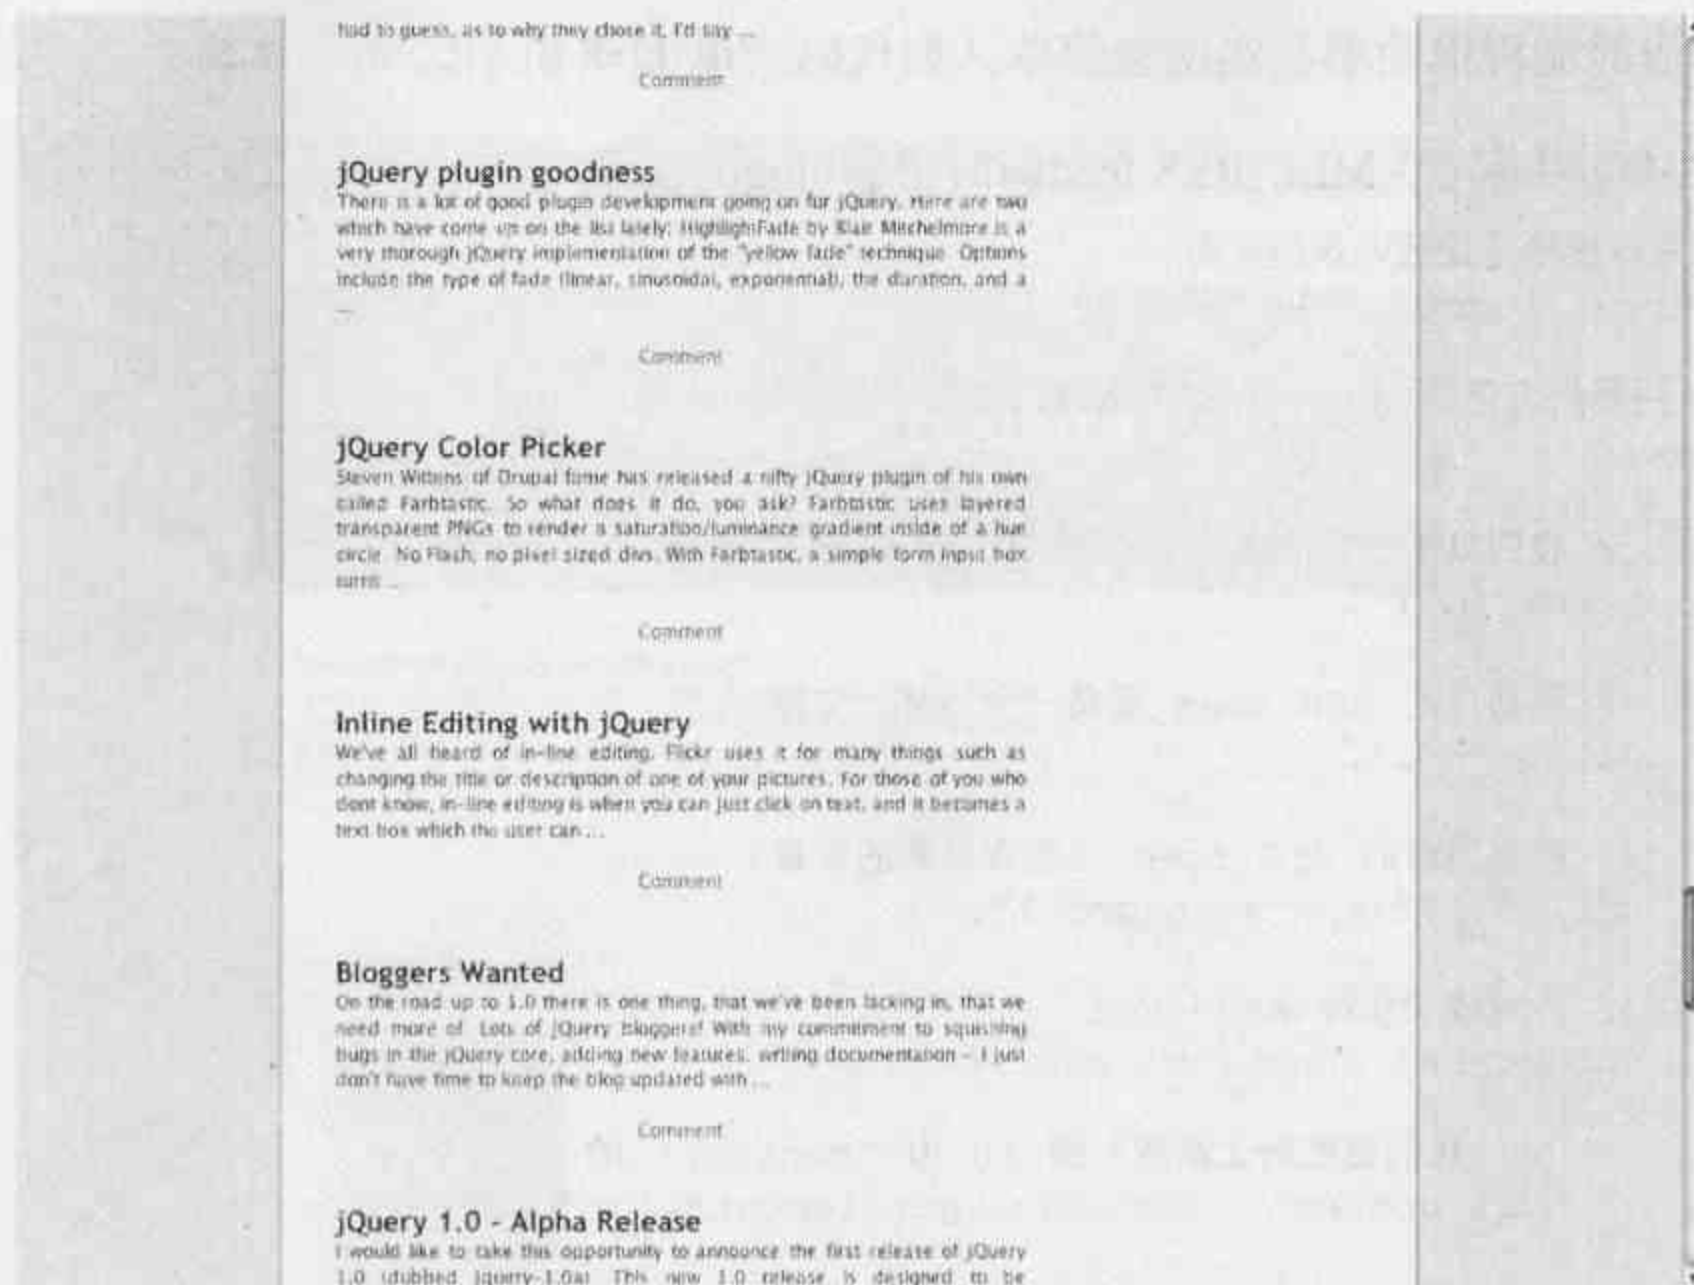 had to guess, as to why they chose it, I'd say ...
Comment
jQuery plugin goodness
There is a lot of good plugin development going on for jQuery. Here are two
which have come up on the list lately: HighlightFade by Blair Mitchelmore is a
very thorough jQuery implementation of the "yellow fade" technique. Options
include the type of fade (linear, sinusoidal, exponential), the duration, and a
...
Comment
jQuery Color Picker
Steven Wittens of Drupal fame has released a nifty jQuery plugin of his own
called Farbtastic. So what does it do, you ask? Farbtastic uses layered
transparent PNGs to render a saturation/luminance gradient inside of a hue
circle. No Flash, no pixel sized divs. With Farbtastic, a simple form input box
turns ...
Comment
Inline Editing with jQuery
We've all heard of in-line editing. Flickr uses it for many things such as
changing the title or description of one of your pictures. For those of you who
dont know, in-line editing is when you can just click on text, and it becomes a
text box which the user can ...
Comment
Bloggers Wanted
On the road up to 1.0 there is one thing, that we've been lacking in, that we
need more of. Lots of jQuery bloggers! With my commitment to squishing
bugs in the jQuery core, adding new features, writing documentation - I just
don't have time to keep the blog updated with ...
Comment
jQuery 1.0 - Alpha Release
I would like to take this opportunity to announce the first release of jQuery
1.0 (dubbed jquery-1.0a). This new 1.0 release is designed to be